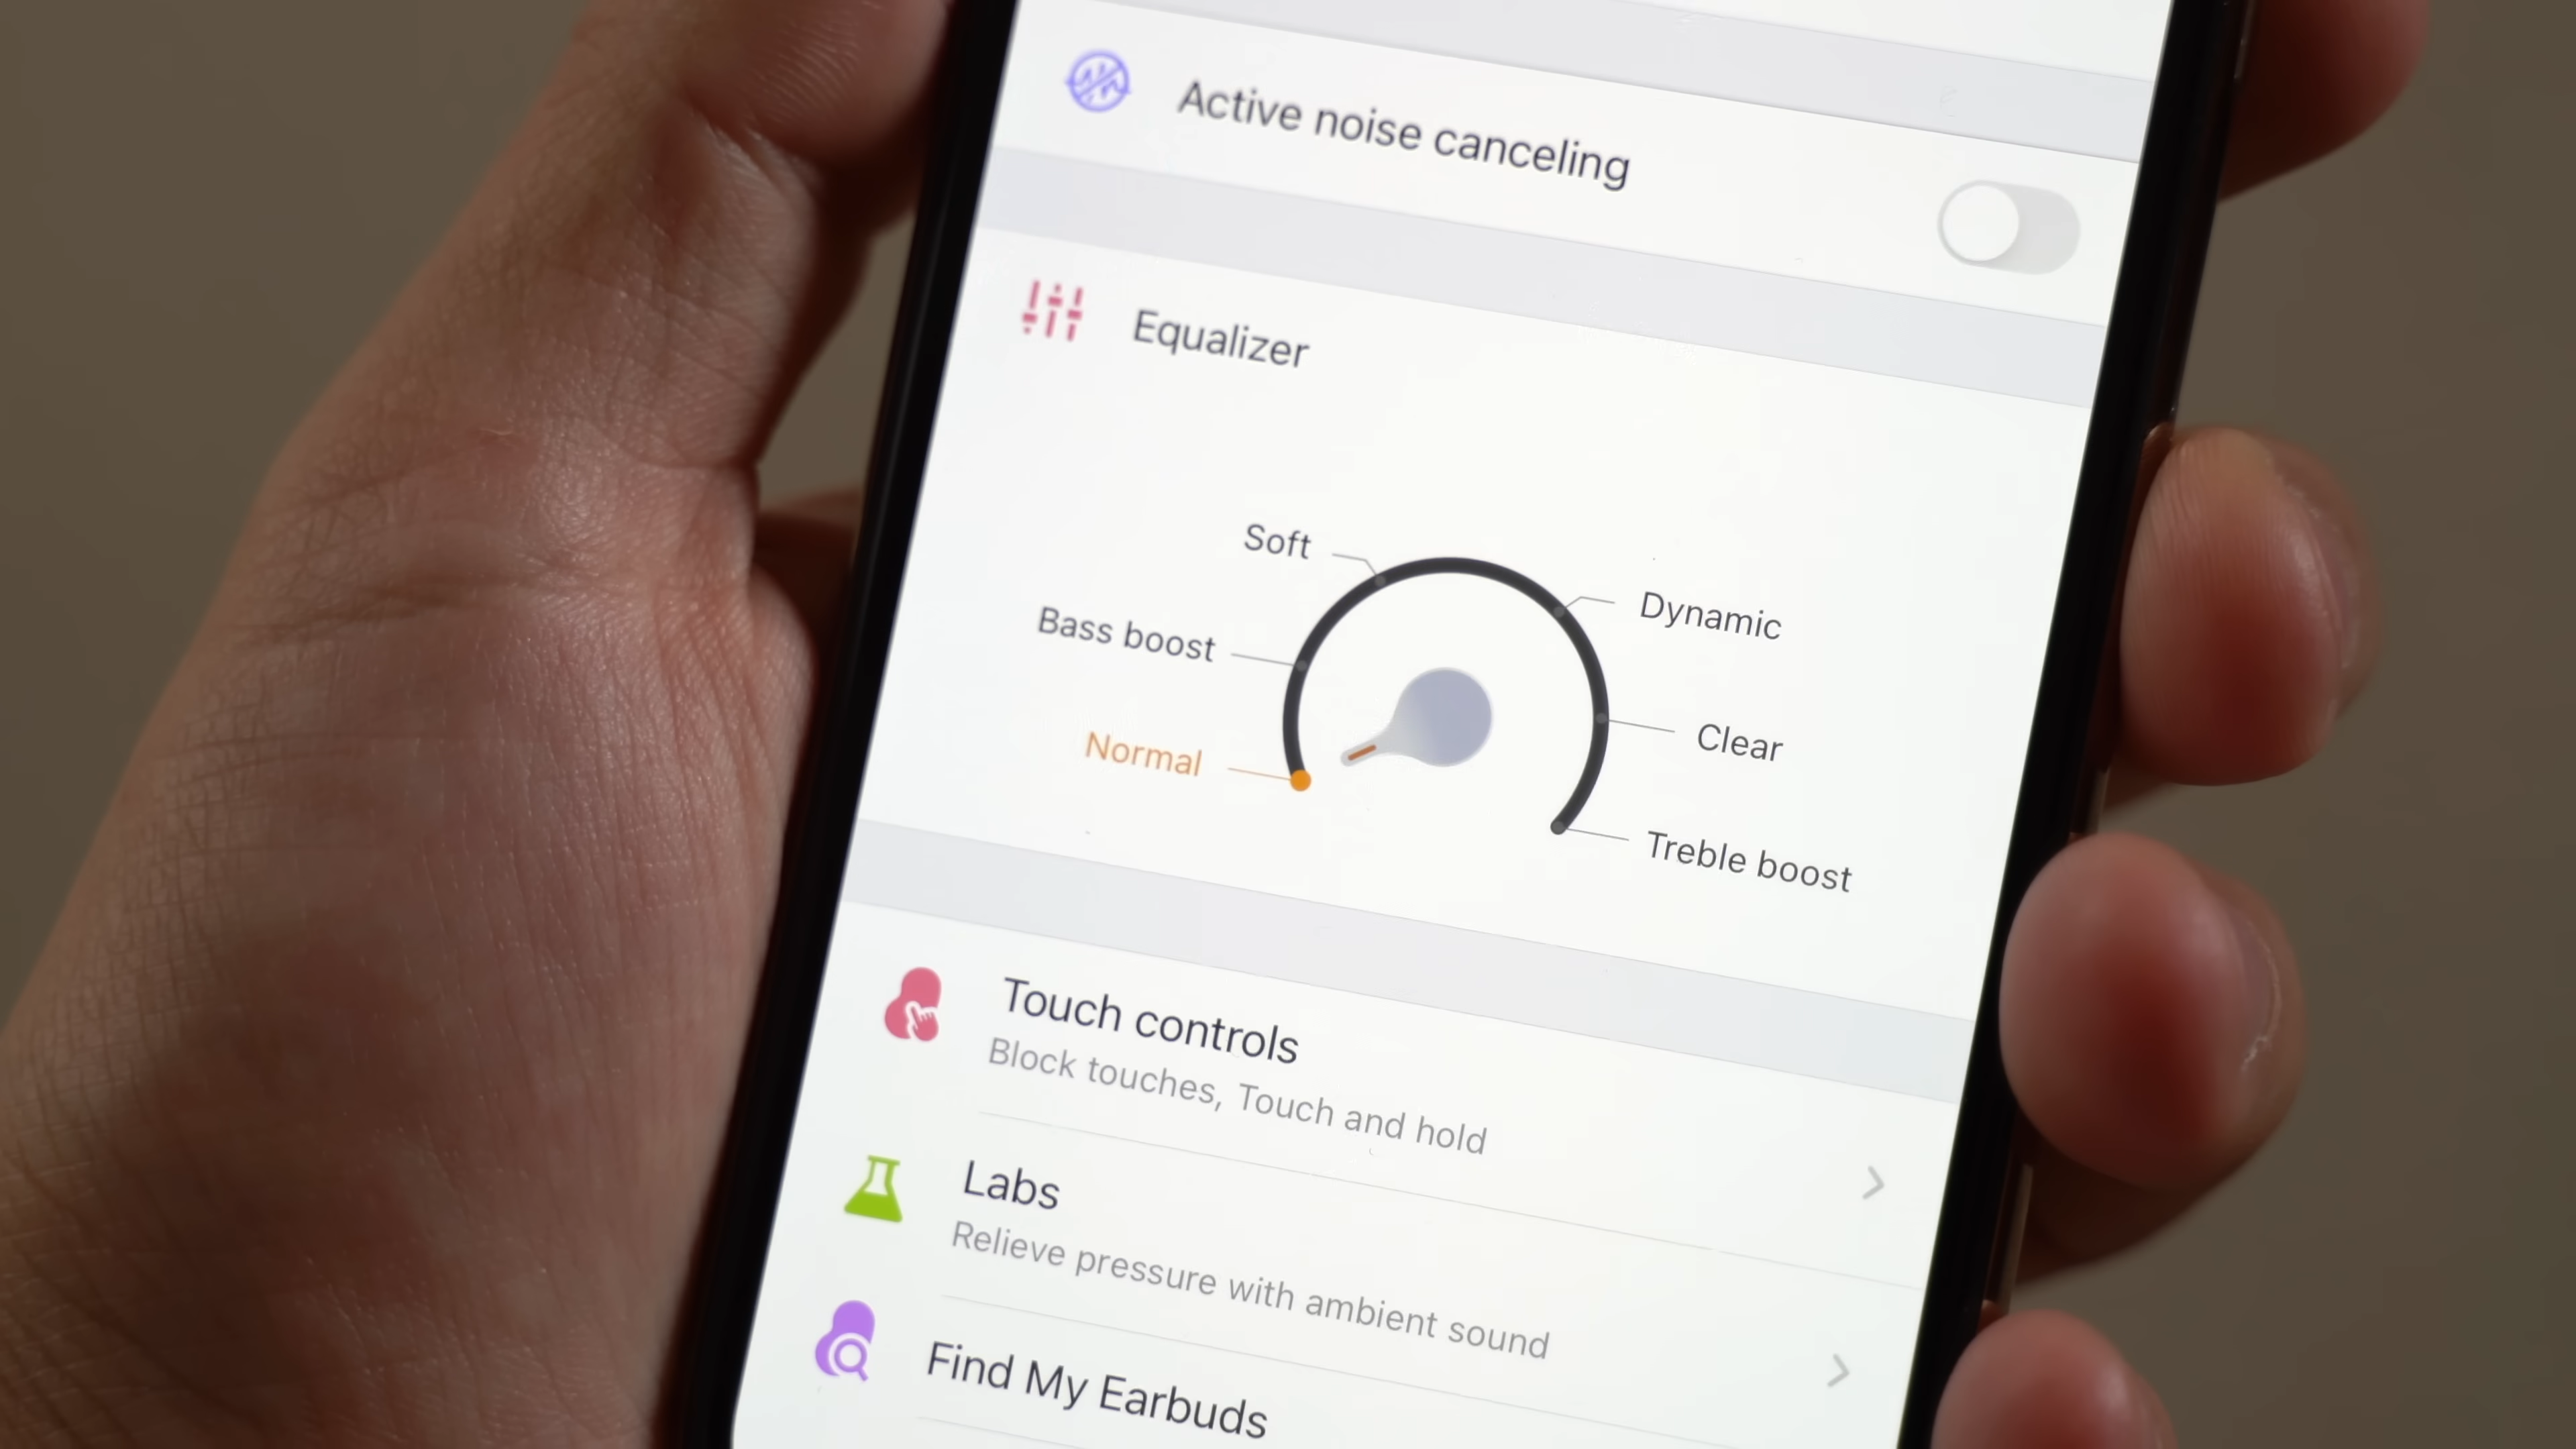 Active noise canceling
Equalizer
Soft
Dynamic
Bass boost
Clear
Normal
Treble boost
Touch controls
Block touches, Touch and hold
Labs
Relieve pressure with ambient sound
Find My Earbuds